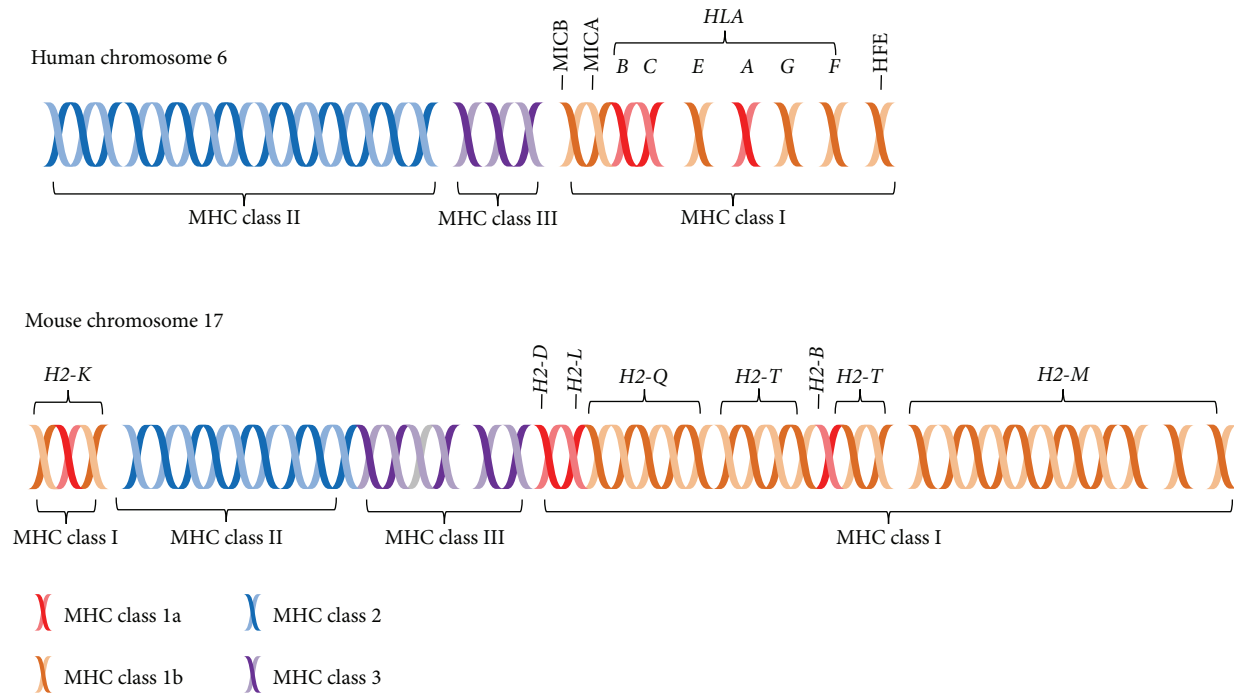 HLA
Human chromosome 6
MICB
MICA
B C E A G F
HFE
MHC class II
MHC class III
MHC class I
Mouse chromosome 17
H2-K
H2-D
H2-L
H2-Q
H2-T
H2-B
H2-T
H2-M
MHC class I
MHC class II
MHC class III
MHC class I
MHC class 1a
MHC class 2
MHC class 1b
MHC class 3